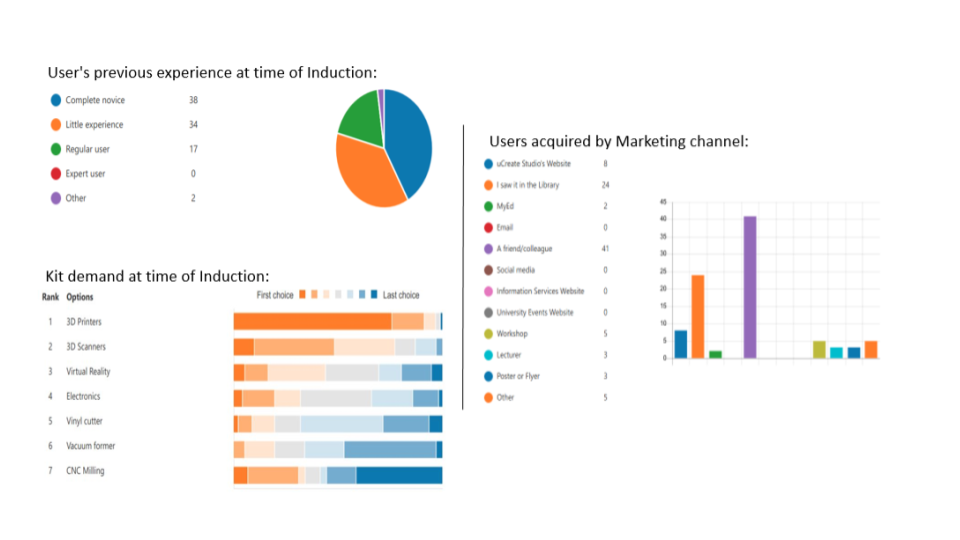 User's previous experience at time of Induction:
Complete novice 38
Little experience 34
Regular user 17
Expert user 0
Other 2
Kit demand at time of Induction:
Rank Options First choice Last choice
1 3D Printers
2 3D Scanners
3 Virtual Reality
4 Electronics
5 Vinyl cutter
6 Vacuum former
7 CNC Milling
Users acquired by Marketing channel:
uCreate Studio's Website 8
I saw it in the Library 24
MyEd 2
Email 0
A friend/colleague 41
Social media 0
Information Services Website 0
University Events Website 0
Workshop 5
Lecturer 3
Poster or Flyer 3
Other 5
45
40
35
30
25
20
15
10
5
0